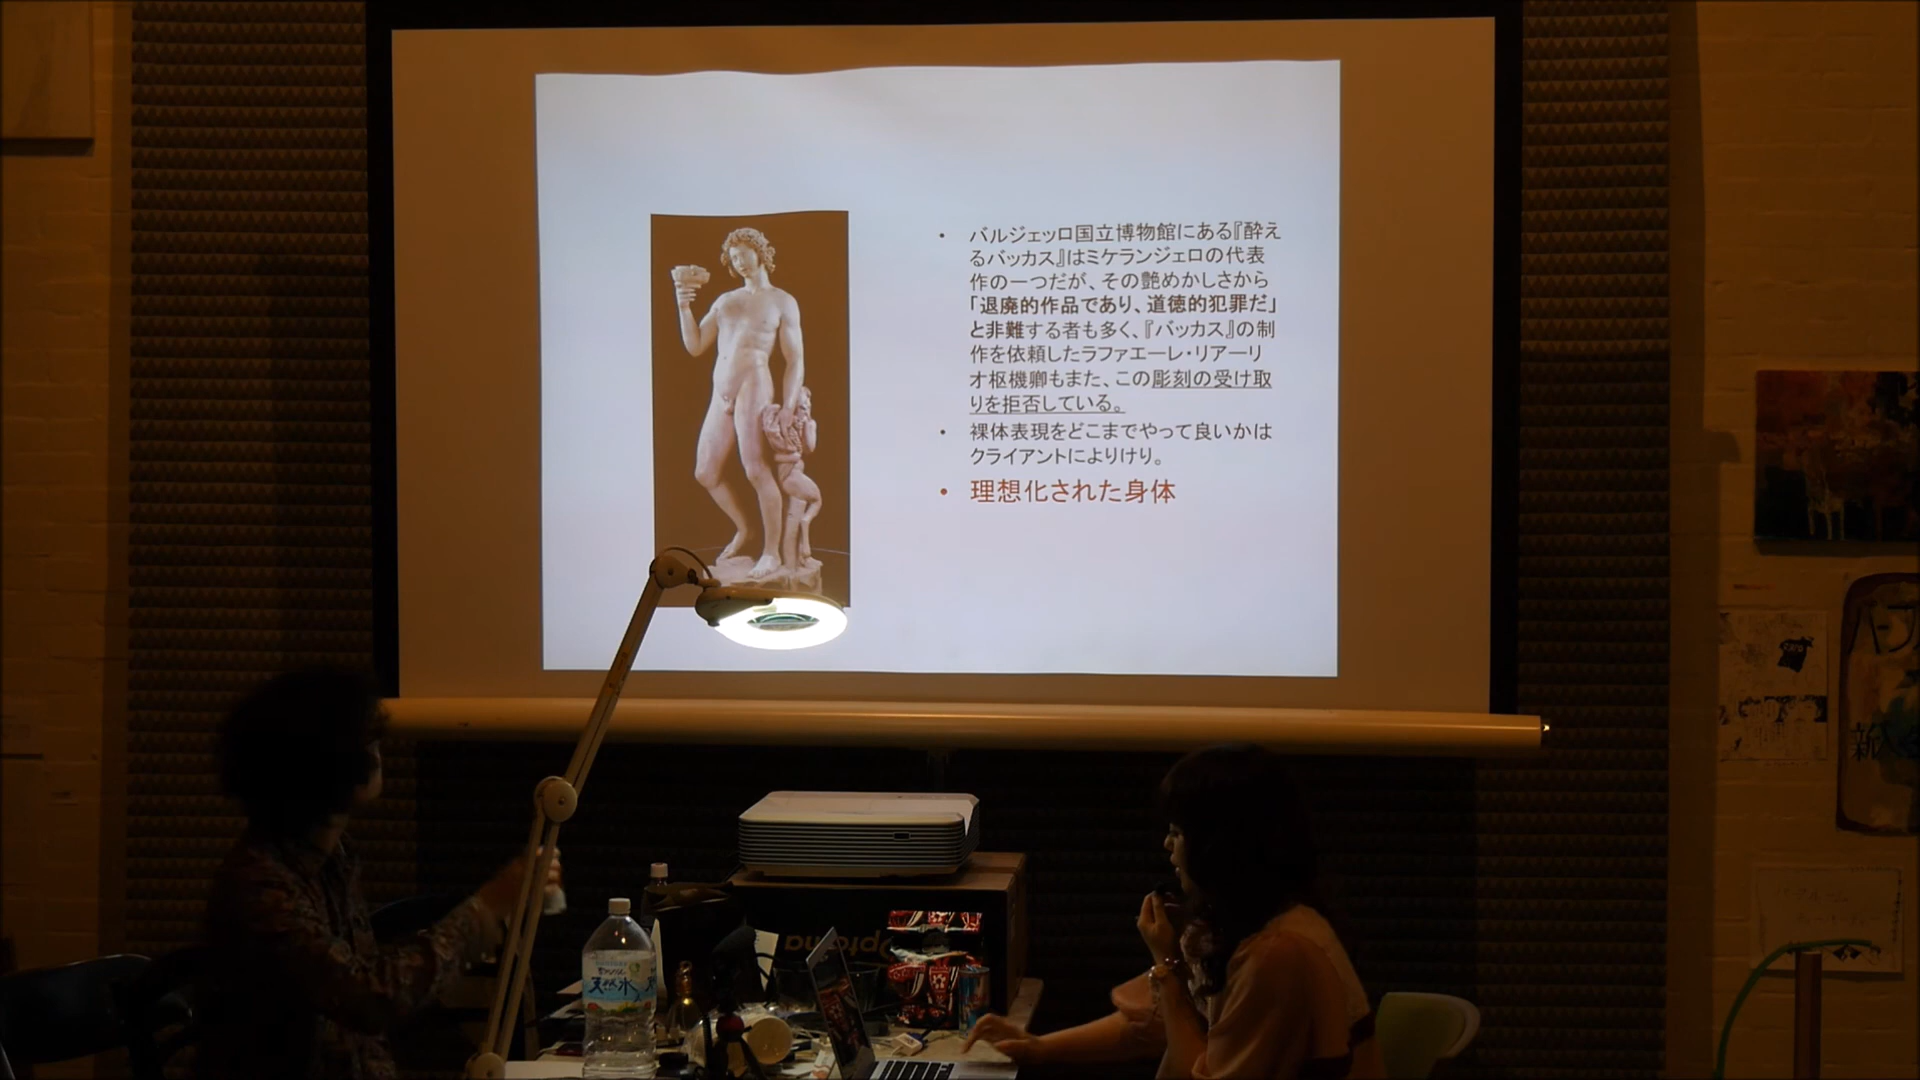 • バルジェッロ国立博物館にある『酔え
るバッカス』はミケランジェロの代表
作の一つだが、その艶めかしさから
「退廃的作品であり、道徳的犯罪だ」
と非難する者も多く、『バッカス』の制
作を依頼したラファエーレ・リアーリ
オ枢機卿もまた、この彫刻の受け取
りを拒否している。
• 裸体表現をどこまでやって良いかは
クライアントによりけり。
• 理想化された身体
Optoma
天然水